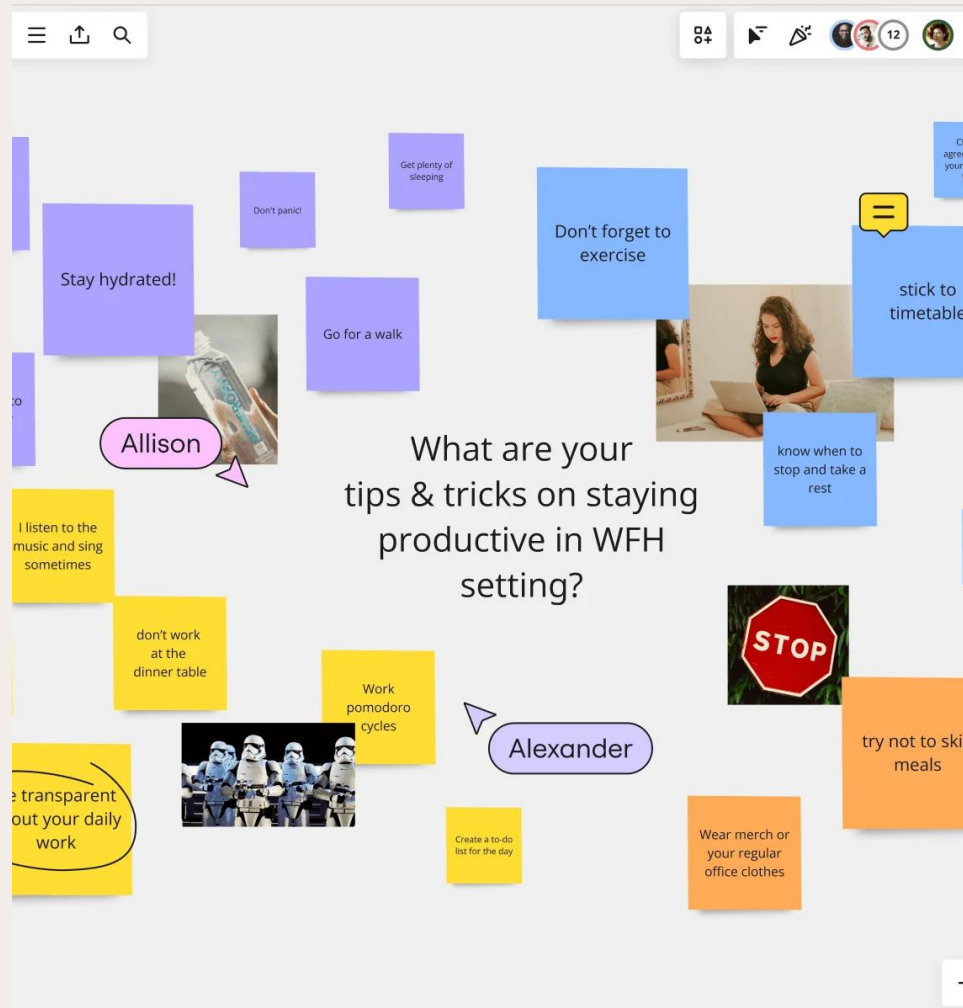 12
Get plenty of
sleeping
Don't panic!
Stay hydrated!
Go for a walk
Don't forget to
exercise
agre
your
stick to
timetable
to
Allison
know when to
stop and take a
rest
What are your
tips & tricks on staying
productive in WFH
setting?
I listen to the
music and sing
sometimes
don't work
at the
dinner table
STOP
Work
pomodoro
cycles
Alexander
try not to ski
meals
e transparent
out your daily
work
Create a to-do
list for the day
Wear merch or
your regular
office clothes